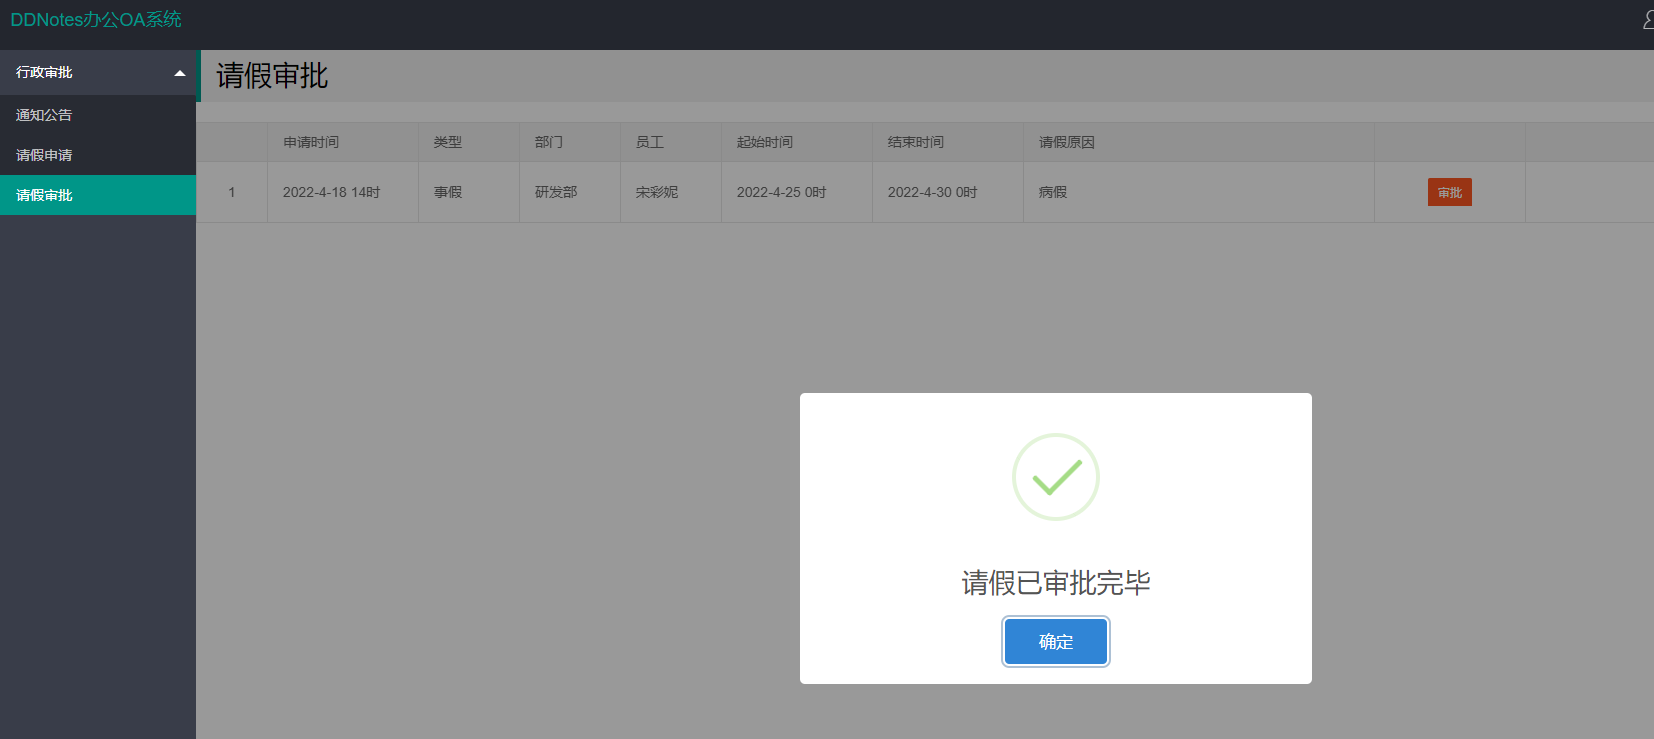 DDNotes办公OA系统
行政审批
通知公告
请假申请
请假审批
请假审批
申请时间 类型 部门 员工 起始时间 结束时间 请假原因
1 2022-4-18 14时 事假 研发部 宋彩妮 2022-4-25 0时 2022-4-30 0时 病假 审批
请假已审批完毕
确定